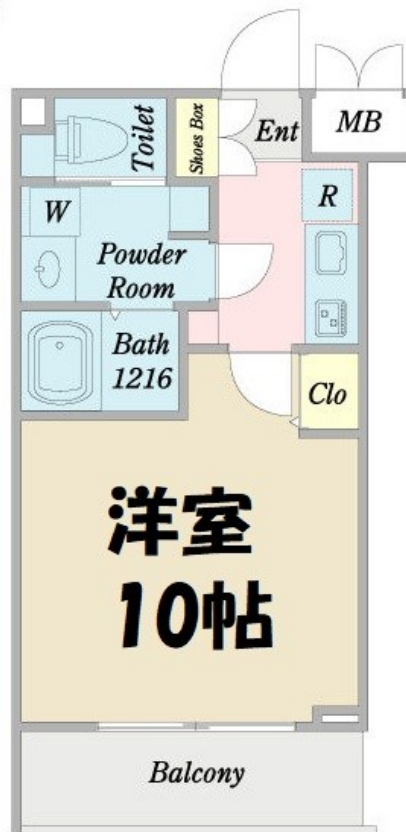 Toilet
Shoes Box
Ent
MB
W
R
Powder
Room
Bath
1216
Clo
洋室
10帖
Balcony